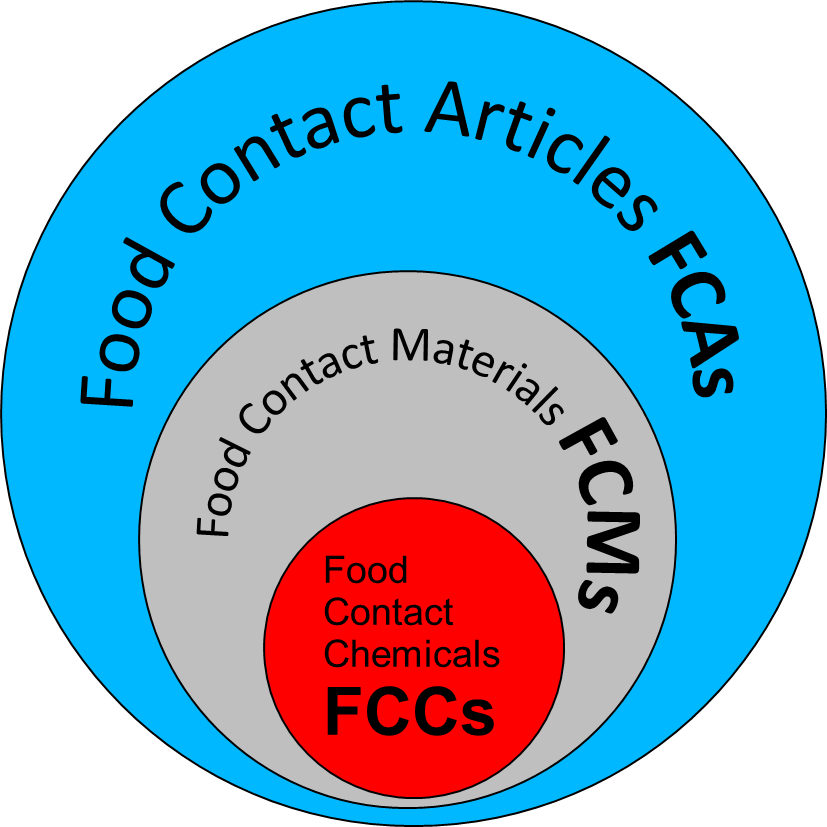 Food Contact Articles FCAs
Food Contact Materials FCMs
Food
Contact
Chemicals
FCCs